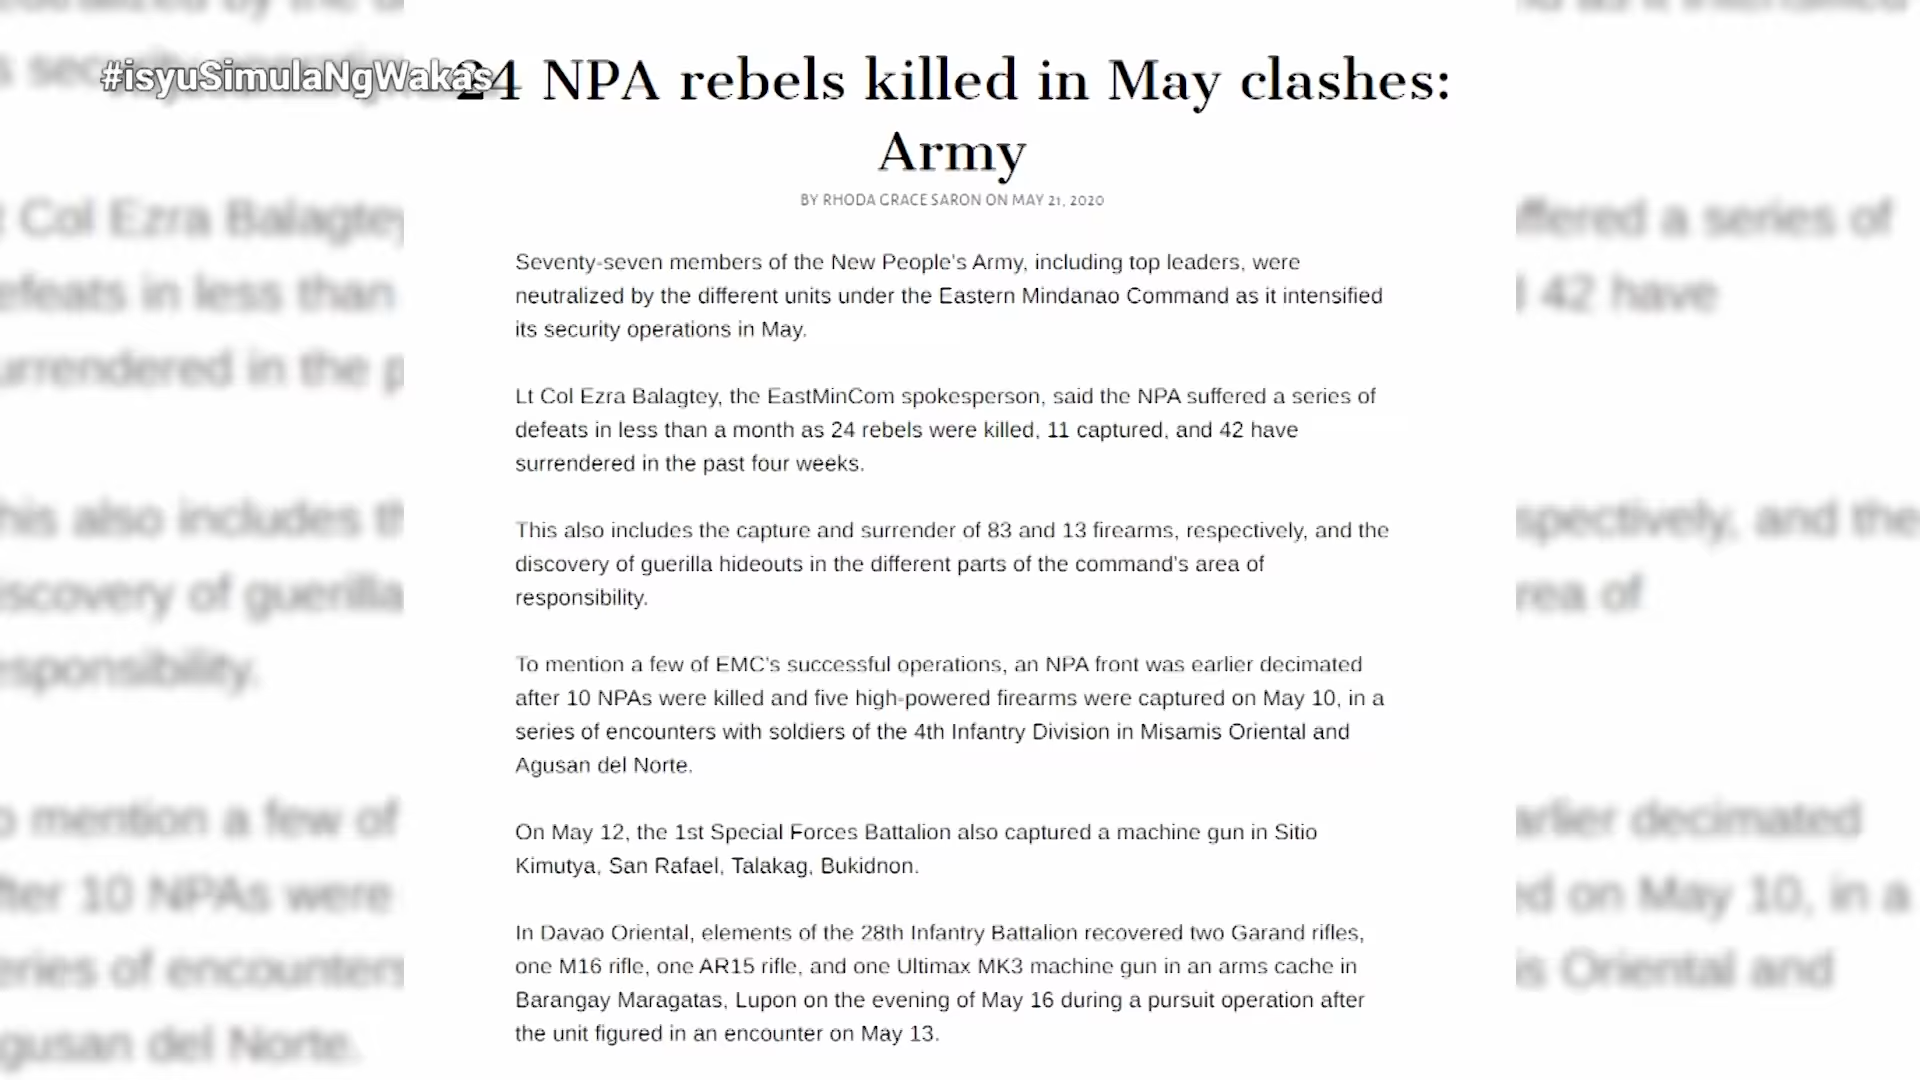 #isyuSimulaNgWakas
24 NPA rebels killed in May clashes:
Army
BY RHODA GRACE SARON ON MAY 21, 2020
Seventy-seven members of the New People's Army, including top leaders, were
neutralized by the different units under the Eastern Mindanao Command as it intensified
its security operations in May.
Lt Col Ezra Balagtey, the EastMinCom spokesperson, said the NPA suffered a series of
defeats in less than a month as 24 rebels were killed, 11 captured, and 42 have
surrendered in the past four weeks.
This also includes the capture and surrender of 83 and 13 firearms, respectively, and the
discovery of guerilla hideouts in the different parts of the command's area of
responsibility.
To mention a few of EMC's successful operations, an NPA front was earlier decimated
after 10 NPAs were killed and five high-powered firearms were captured on May 10, in a
series of encounters with soldiers of the 4th Infantry Division in Misamis Oriental and
Agusan del Norte.
On May 12, the 1st Special Forces Battalion also captured a machine gun in Sitio
Kimutya, San Rafael, Talakag, Bukidnon.
In Davao Oriental, elements of the 28th Infantry Battalion recovered two Garand rifles,
one M16 rifle, one AR15 rifle, and one Ultimax MK3 machine gun in an arms cache in
Barangay Maragatas, Lupon on the evening of May 16 during a pursuit operation after
the unit figured in an encounter on May 13.